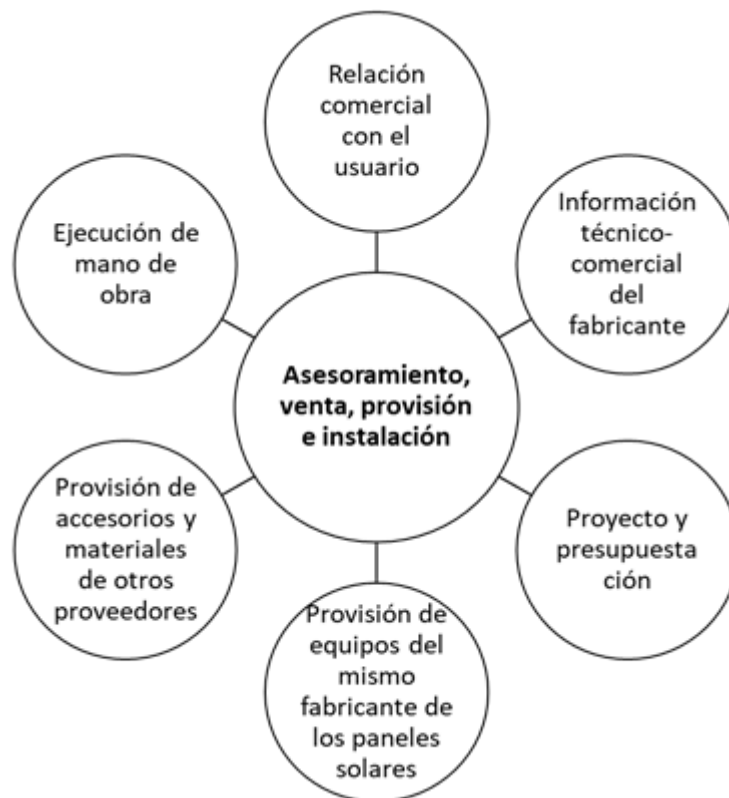 Relación
comercial
con el
usuario
Información
técnico-
comercial
del
fabricante
Proyecto y
presupuesta
ción
Provisión de
equipos del
mismo
fabricante de
los paneles
solares
Provisión de
accesorios y
materiales
de otros
proveedores
Ejecución de
mano de
obra
Asesoramiento,
venta, provisión
e instalación